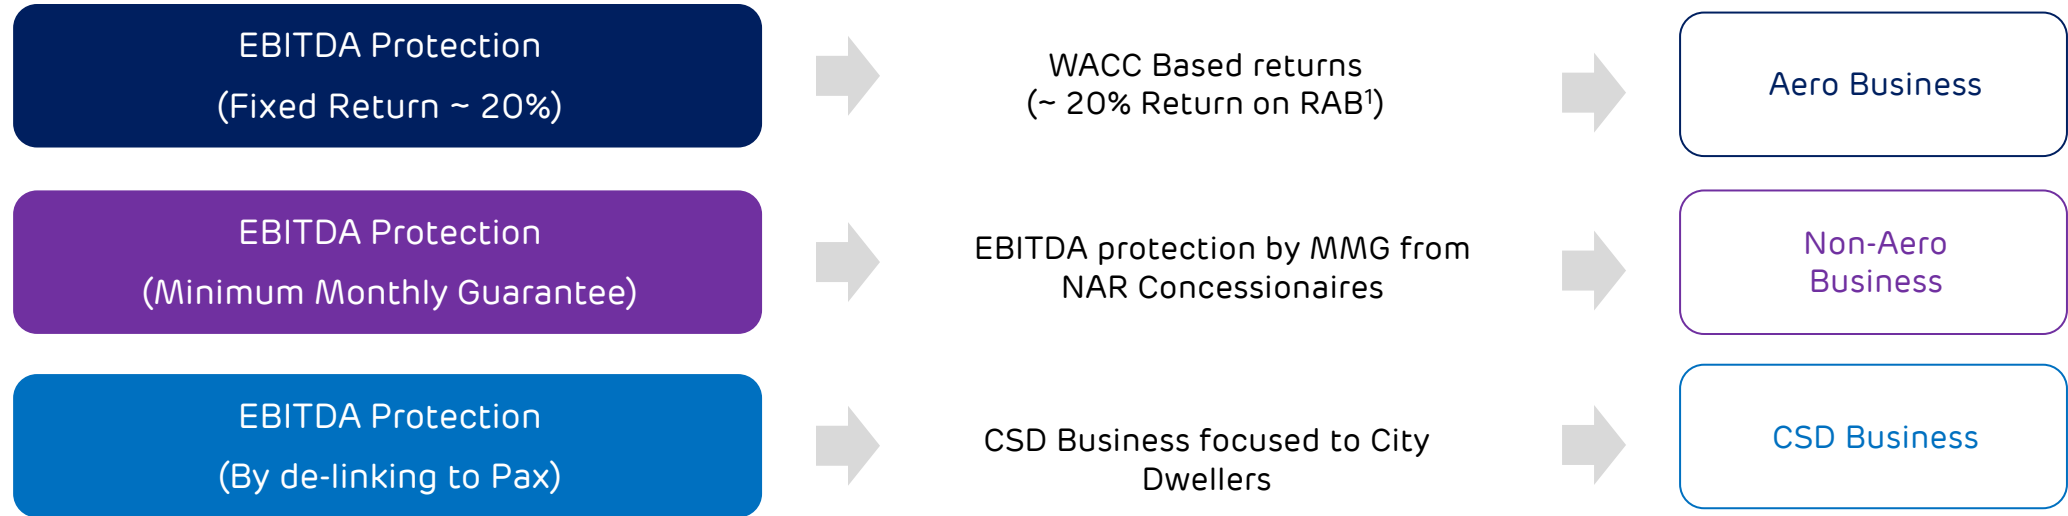 EBITDA Protection
(Fixed Return ~ 20%)
WACC Based returns
(~ 20% Return on RAB¹)
Aero Business
EBITDA Protection
(Minimum Monthly Guarantee)
EBITDA protection by MMG from
NAR Concessionaires
Non-Aero
Business
EBITDA Protection
(By de-linking to Pax)
CSD Business focused to City
Dwellers
CSD Business